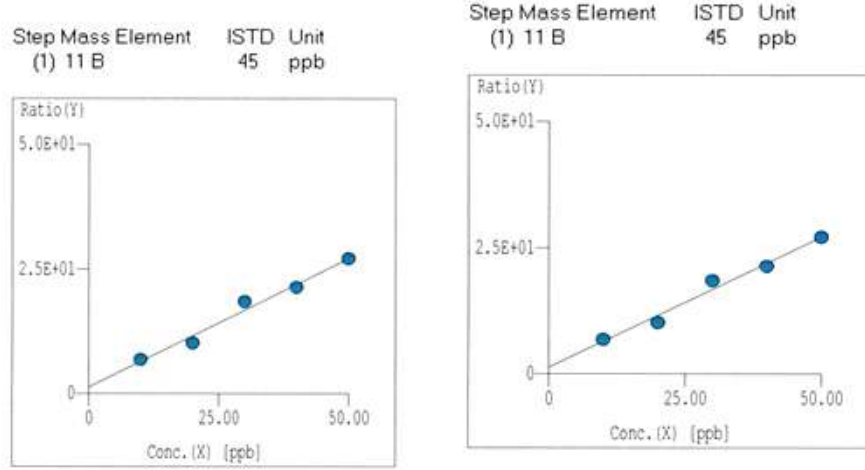 Step Mass Element ISTD Unit
(1) 11 B 45 ppb
Ratio(Y)
5.0E+01
2.5E+01
0
0 25.00 50.00
Conc.(X) [ppb]
Step Mass Element ISTD Unit
(1) 11 B 45 ppb
Ratio(Y)
5.0E+01
2.5E+01
0
0 25.00 50.00
Conc.(X) [ppb]